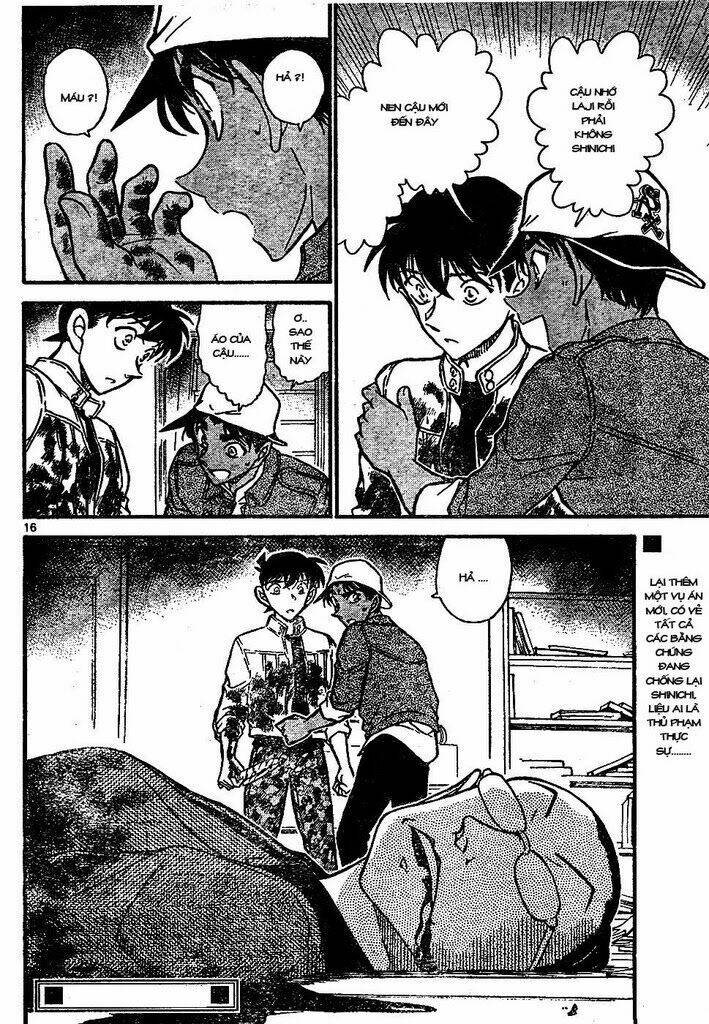 CẬU NHỚ
LẠI RỒI
PHẢI
KHÔNG
SHINICHI
NÊN CẬU MỚI
ĐẾN ĐÂY
HẢ ?!
MÁU ?!
Ơ..
SAO
THẾ
NÀY
ÁO CỦA
CẬU......
16
HẢ ....
LẠI THÊM
MỘT VỤ ÁN
MỚI, CÓ VẺ
TẤT CẢ
CÁC BẰNG
CHỨNG
ĐANG
CHỐNG LẠI
SHINICHI,
LIỆU AI LÀ
THỦ PHẠM
THỰC
SỰ........